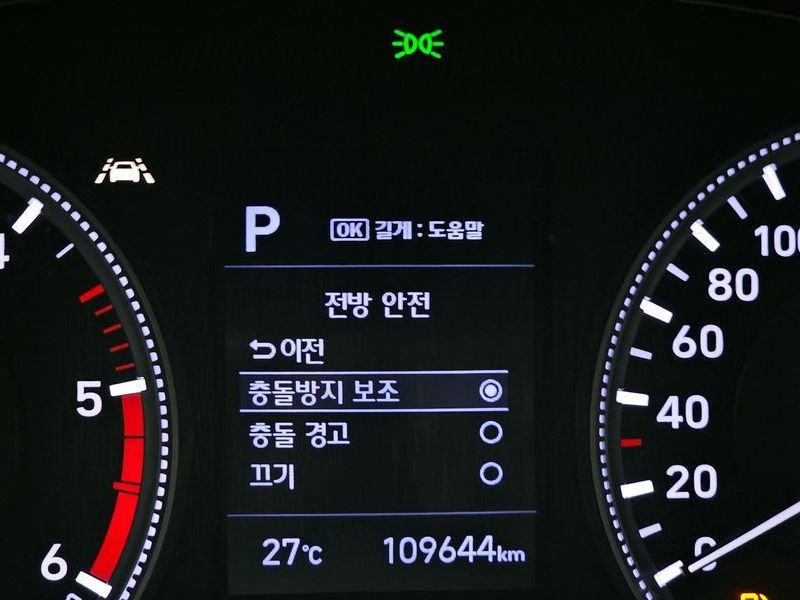 P
OK 길게 : 도움말
전방 안전
이전
충돌방지 보조
충돌 경고
끄기
27℃ 109644km
4
5
6
100
80
60
40
20
0